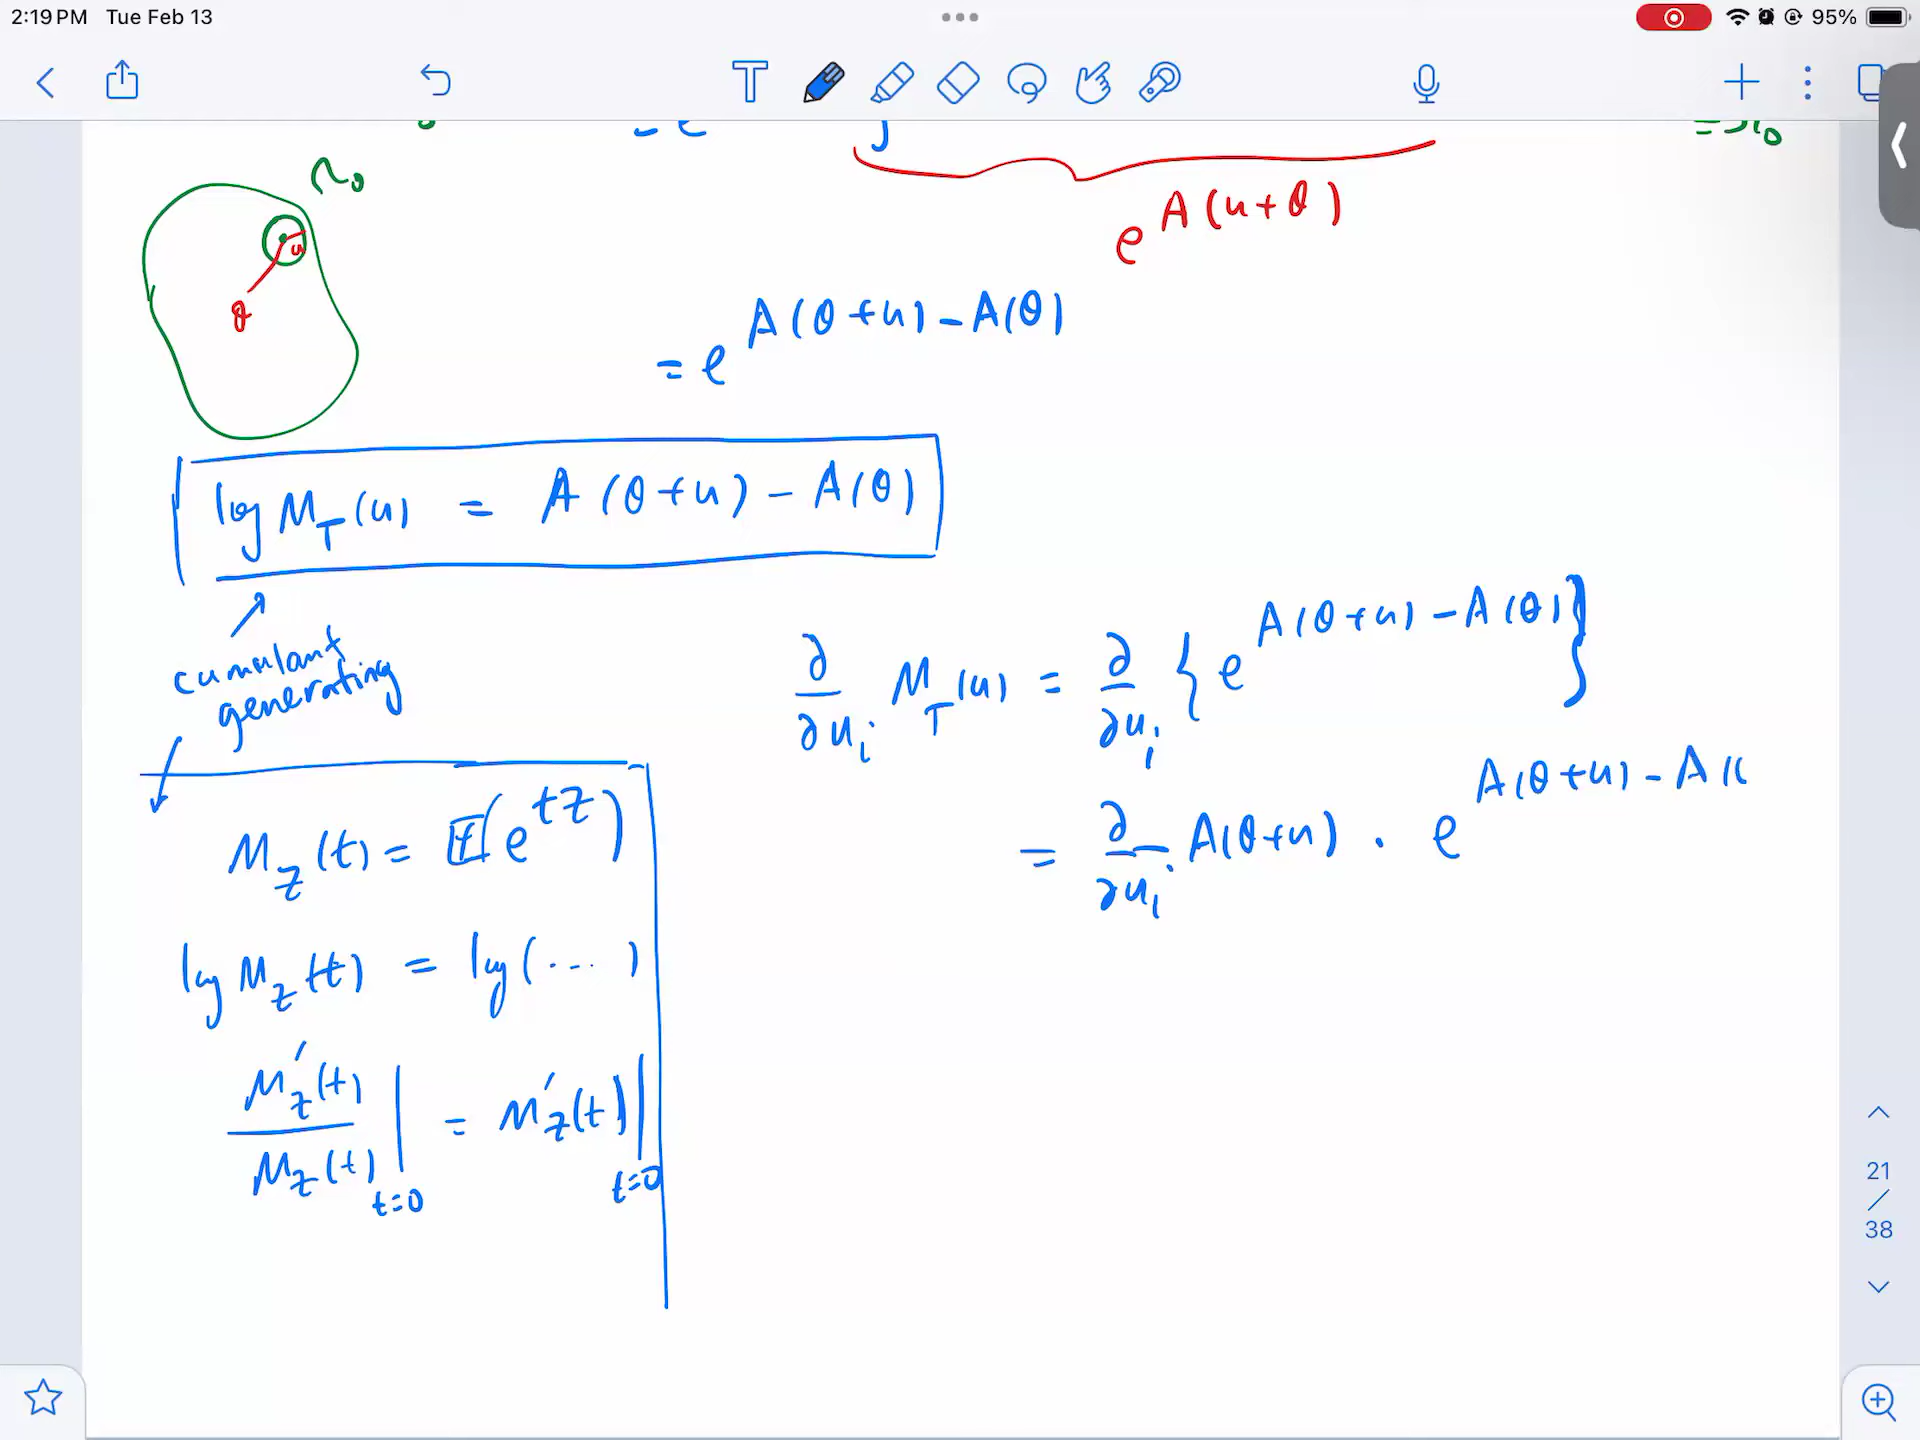 2:19 PM Tue Feb 13
95%
T
Ω₀
u
θ
e^{A(u+θ)}
= e^{A(θ+u) - A(θ)}
log M_T(u) = A(θ+u) - A(θ)
cumulant
generating
∂/∂u_i M_T(u) = ∂/∂u_i { e^{A(θ+u) - A(θ)} }
= ∂/∂u_i A(θ+u) · e^{A(θ+u) - A((
M_Z(t) = E(e^{tZ})
log M_Z(t) = log(...)
M_Z'(t) / M_Z(t) |_{t=0} = M_Z'(t) |_{t=0}
21
/
38